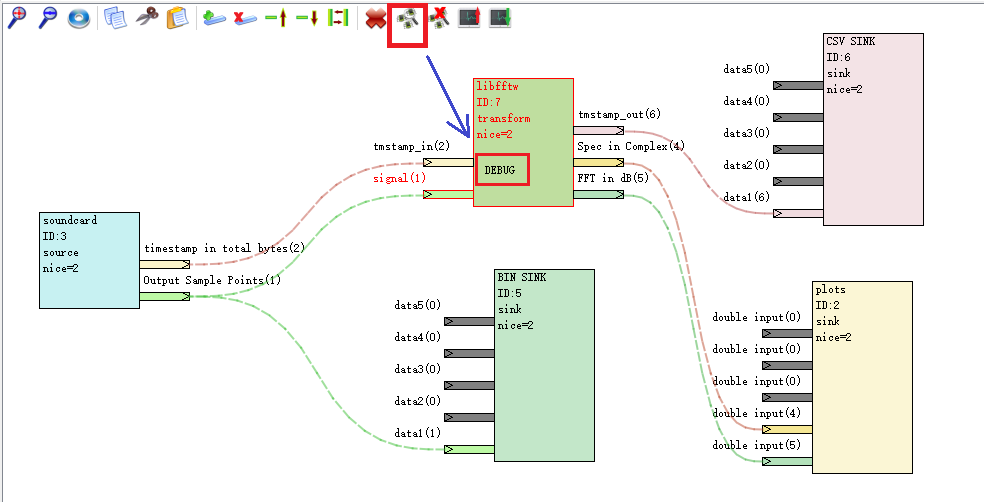 libfftw
ID:7
transform
nice=2
DEBUG
tmstamp_in(2)
signal(1)
tmstamp_out(6)
Spec in Complex(4)
FFT in dB(5)
CSV SINK
ID:6
sink
nice=2
data5(0)
data4(0)
data3(0)
data2(0)
data1(6)
soundcard
ID:3
source
nice=2
timestamp in total bytes(2)
Output Sample Points(1)
BIN SINK
ID:5
sink
nice=2
data5(0)
data4(0)
data3(0)
data2(0)
data1(1)
plots
ID:2
sink
nice=2
double input(0)
double input(0)
double input(0)
double input(4)
double input(5)